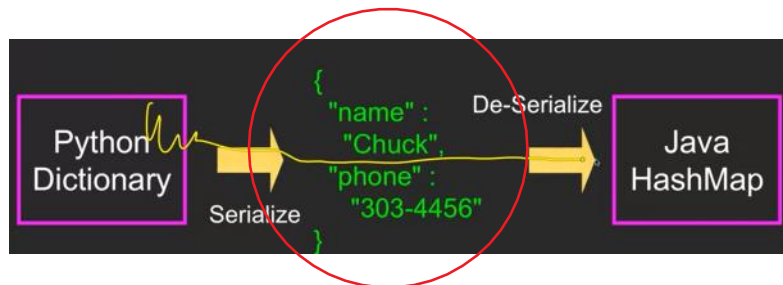 Python
Dictionary
Serialize
{
"name" :
"Chuck",
"phone" :
"303-4456"
}
De-Serialize
Java
HashMap